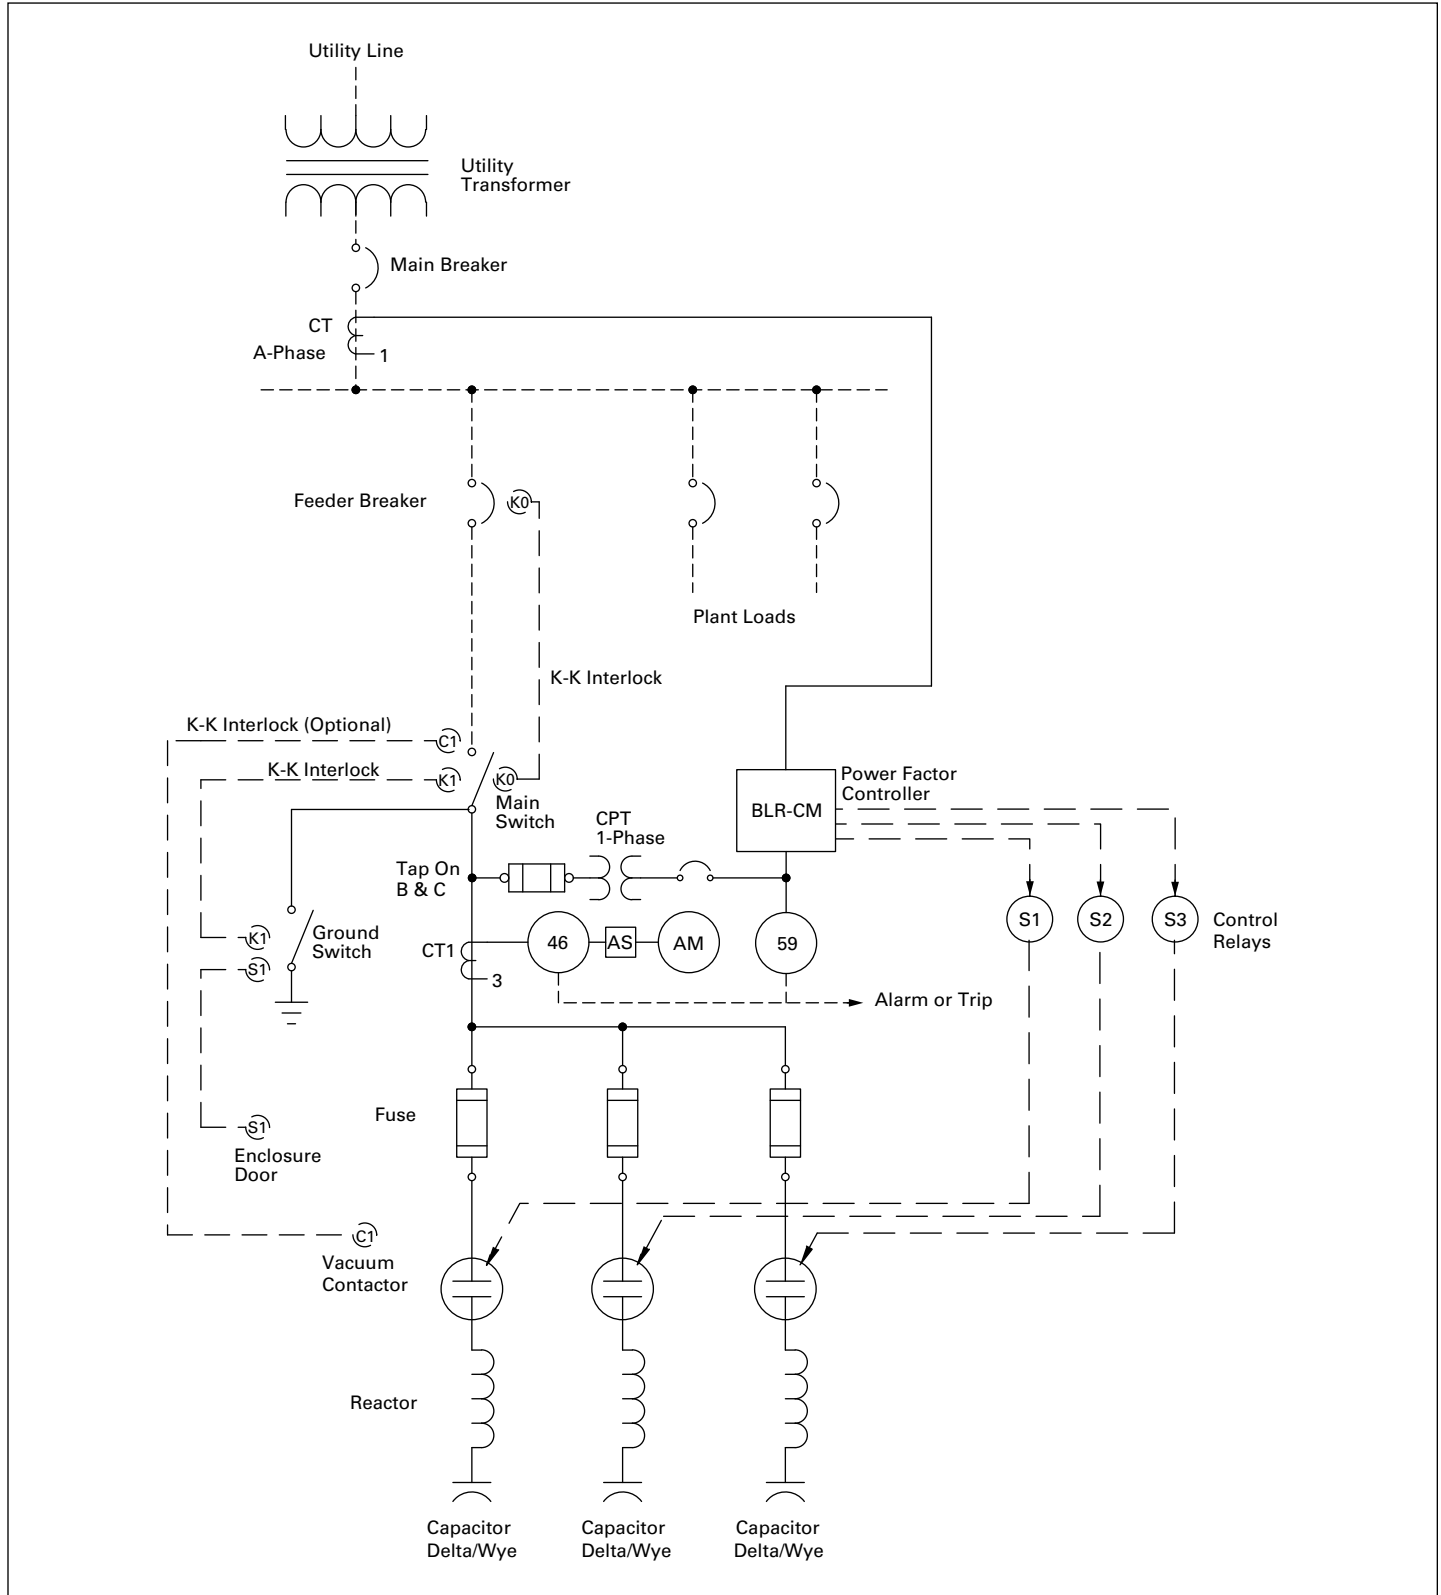 Utility Line
Utility
Transformer
Main Breaker
CT
A-Phase
1
Feeder Breaker
K0
Plant Loads
K-K Interlock
K-K Interlock (Optional)
C1
K-K Interlock
K1
K0
Main
Switch
Power Factor
Controller
BLR-CM
CPT
1-Phase
Tap On
B & C
S1
S2
S3
Control
Relays
K1
Ground
Switch
S1
CT1
3
46
AS
AM
59
Alarm or Trip
Fuse
S1
Enclosure
Door
C1
Vacuum
Contactor
Reactor
Capacitor
Delta/Wye
Capacitor
Delta/Wye
Capacitor
Delta/Wye